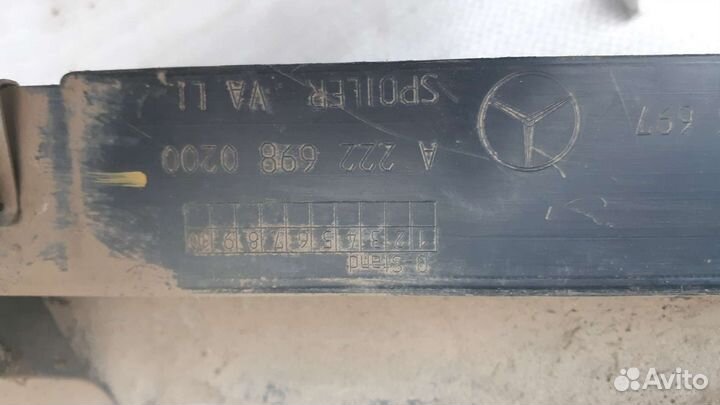 0 Stand
1 2 3 4 5 6 7 8 9 10
A 222 698 0200
697
SPOILER VA LI
Avito